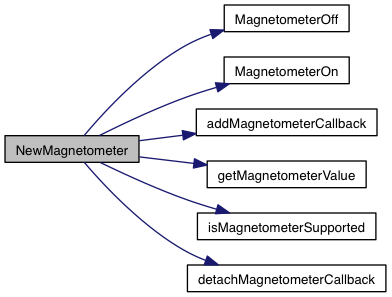 MagnetometerOff
MagnetometerOn
addMagnetometerCallback
NewMagnetometer
getMagnetometerValue
isMagnetometerSupported
detachMagnetometerCallback